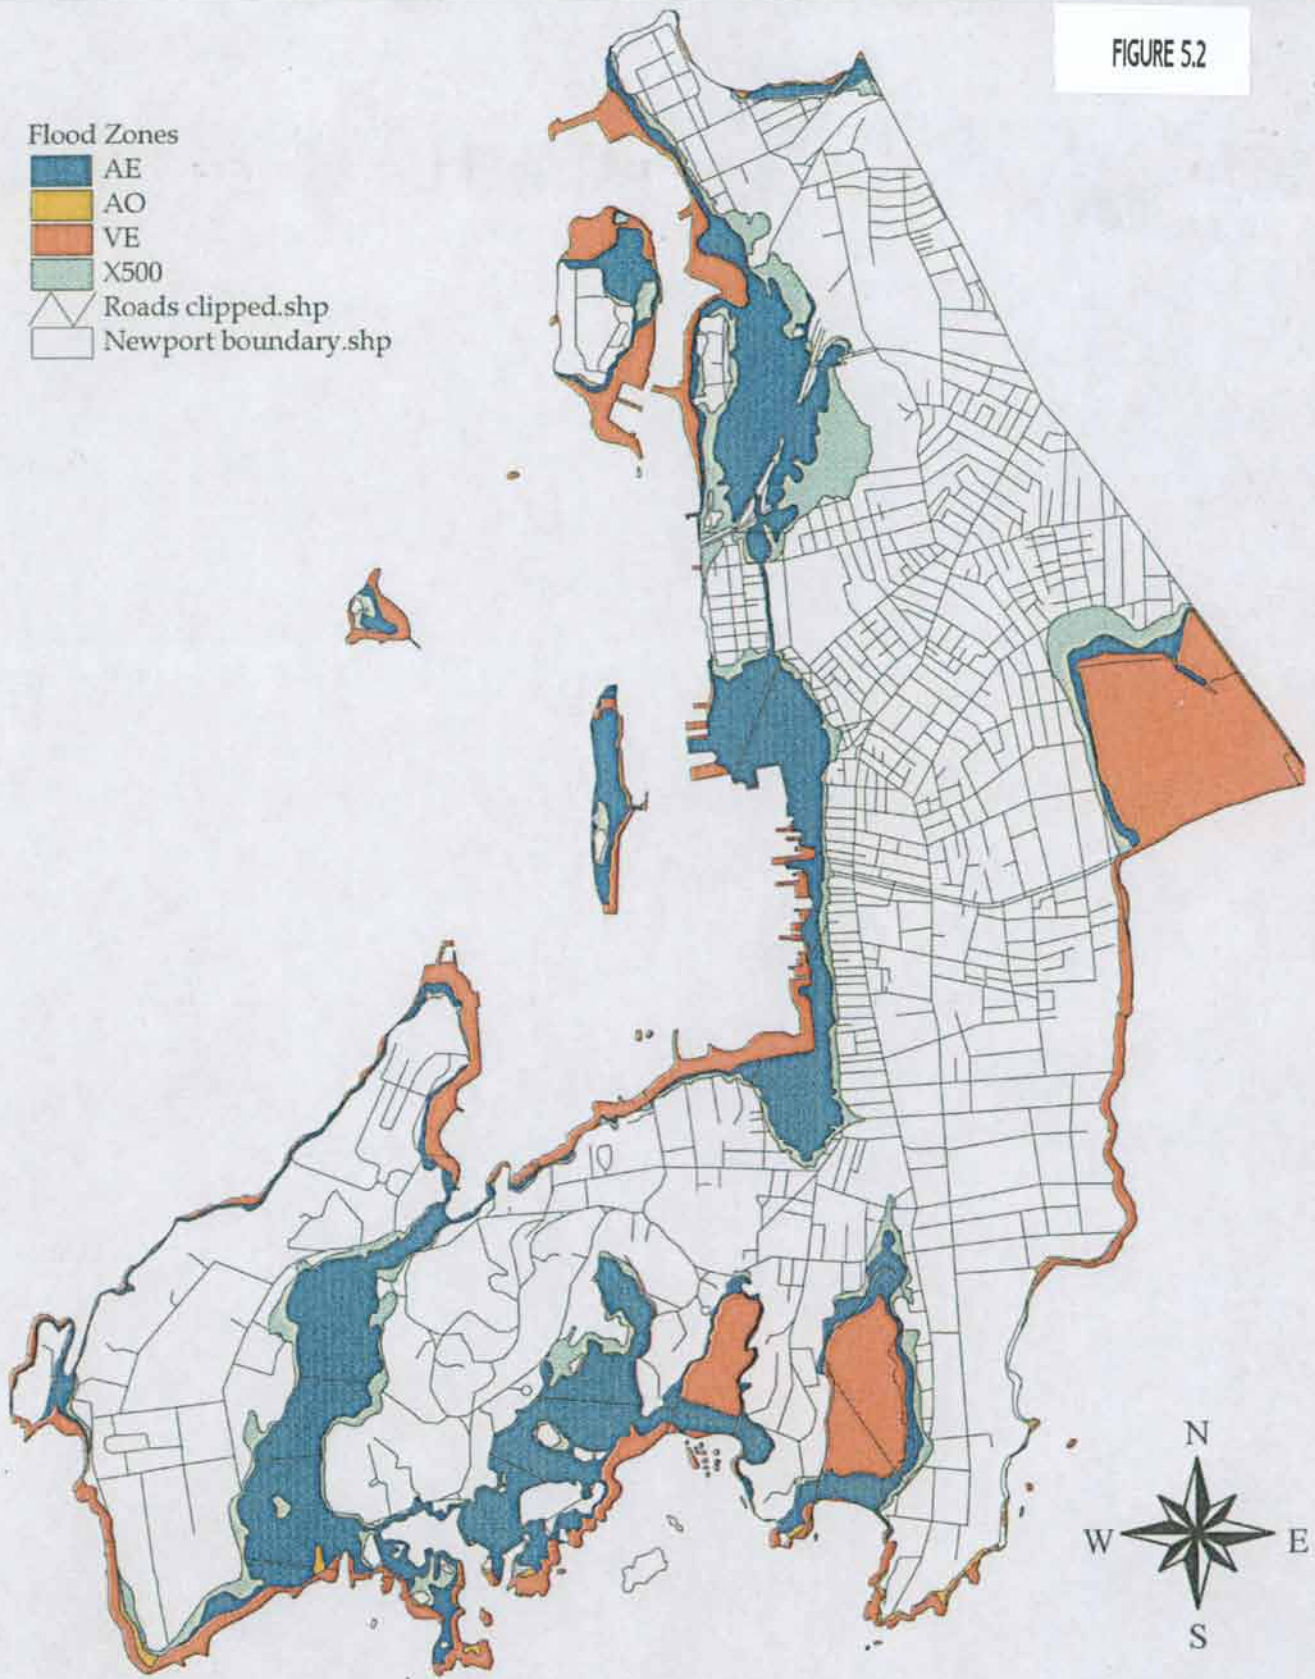 FIGURE 5.2
Flood Zones
AE
AO
VE
X500
Roads clipped.shp
Newport boundary.shp
N
W
E
S